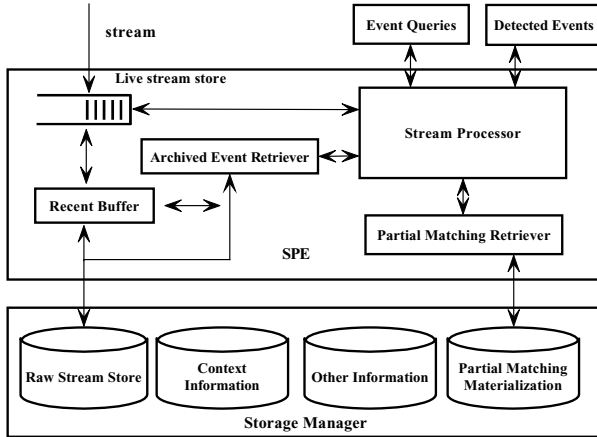 stream
Event Queries
Detected Events
Live stream store
Stream Processor
Archived Event Retriever
Recent Buffer
Partial Matching Retriever
SPE
Raw Stream Store
Context
Information
Other Information
Partial Matching
Materialization
Storage Manager